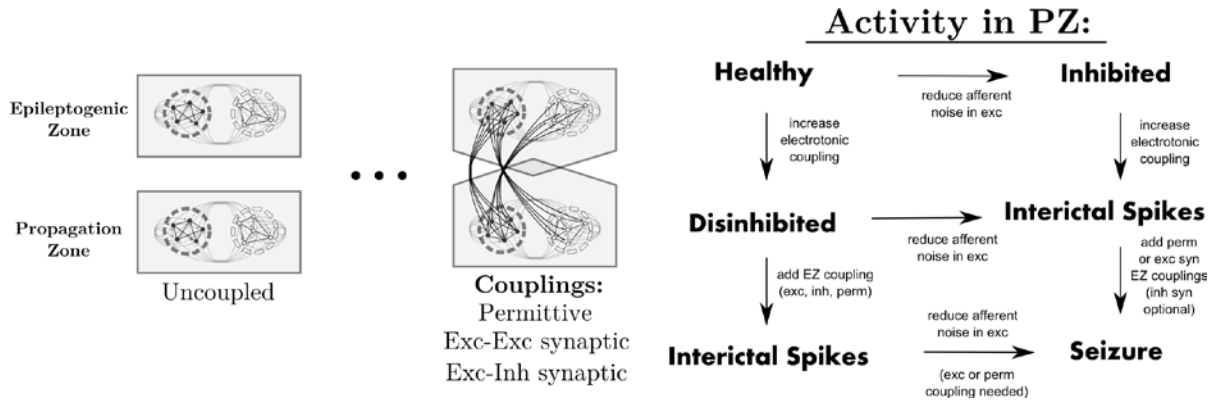 Epileptogenic
Zone
Propagation
Zone
Uncoupled
Couplings:
Permittive
Exc-Exc synaptic
Exc-Inh synaptic
Activity in PZ:
Healthy
reduce afferent
noise in exc
Inhibited
increase
electrotonic
coupling
increase
electrotonic
coupling
Disinhibited
reduce afferent
noise in exc
Interictal Spikes
add EZ coupling
(exc, inh, perm)
add perm
or exc syn
EZ couplings
(inh syn
optional)
Interictal Spikes
reduce afferent
noise in exc
(exc or perm
coupling needed)
Seizure